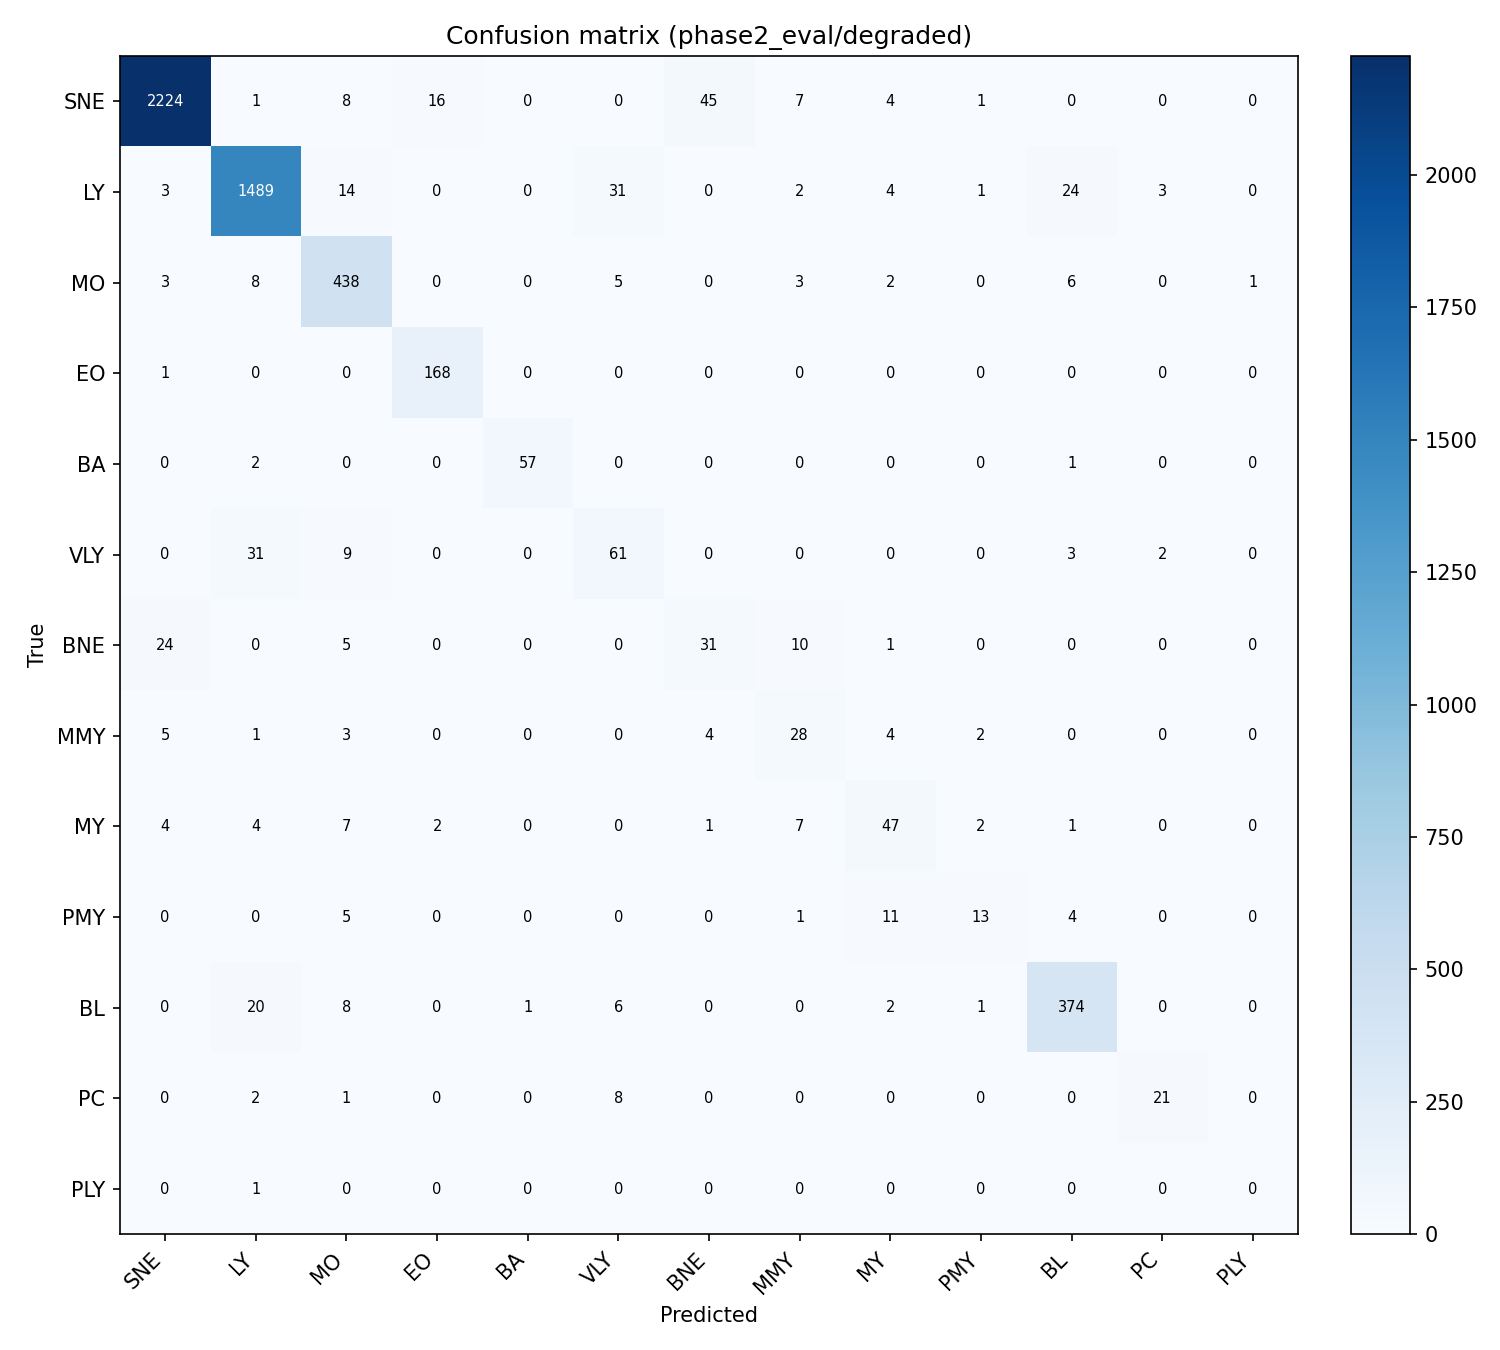 Confusion matrix (phase2_eval/degraded)
SNE 2224 1 8 16 0 0 45 7 4 1 0 0 0
LY 3 1489 14 0 0 31 0 2 4 1 24 3 0
MO 3 8 438 0 0 5 0 3 2 0 6 0 1
EO 1 0 0 168 0 0 0 0 0 0 0 0 0
BA 0 2 0 0 57 0 0 0 0 0 1 0 0
VLY 0 31 9 0 0 61 0 0 0 0 3 2 0
BNE 24 0 5 0 0 0 31 10 1 0 0 0 0
MMY 5 1 3 0 0 0 4 28 4 2 0 0 0
MY 4 4 7 2 0 0 1 7 47 2 1 0 0
PMY 0 0 5 0 0 0 0 1 11 13 4 0 0
BL 0 20 8 0 1 6 0 0 2 1 374 0 0
PC 0 2 1 0 0 8 0 0 0 0 0 21 0
PLY 0 1 0 0 0 0 0 0 0 0 0 0 0
SNE LY MO EO BA VLY BNE MMY MY PMY BL PC PLY
Predicted
True
2000
1750
1500
1250
1000
750
500
250
0